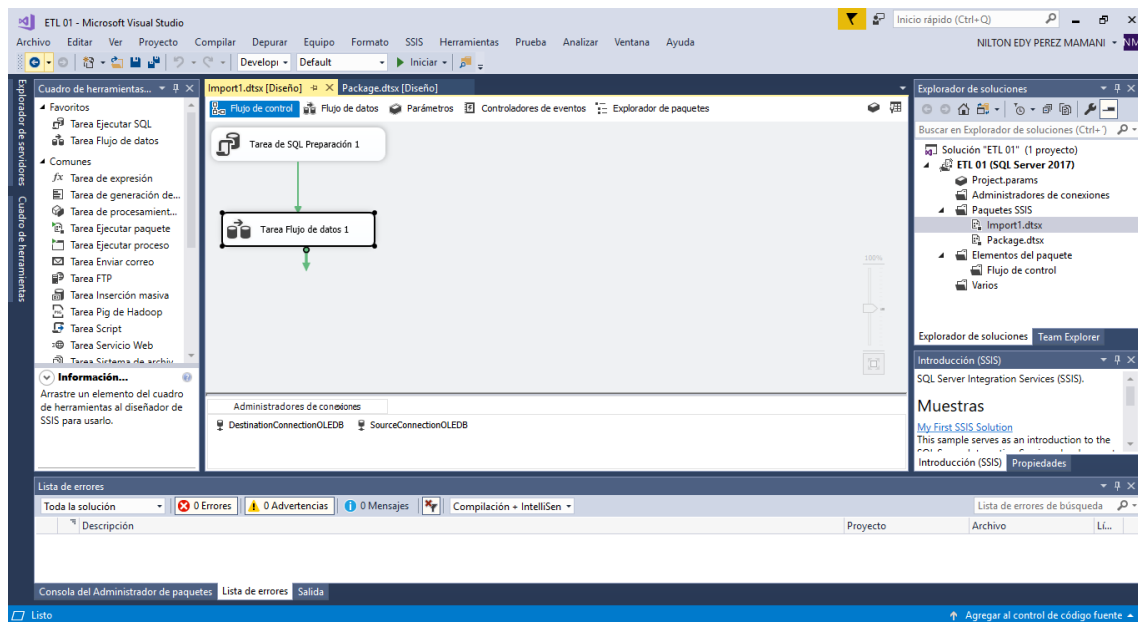 ETL 01 - Microsoft Visual Studio
Inicio rápido (Ctrl+Q)
Archivo Editar Ver Proyecto Compilar Depurar Equipo Formato SSIS Herramientas Prueba Analizar Ventana Ayuda
NILTON EDY PEREZ MAMANI NM
Developi Default Iniciar
Explorador de servidores
Cuadro de herramientas
Cuadro de herramientas...
Favoritos
Tarea Ejecutar SQL
Tarea Flujo de datos
Comunes
Tarea de expresión
Tarea de generación de...
Tarea de procesamient...
Tarea Ejecutar paquete
Tarea Ejecutar proceso
Tarea Enviar correo
Tarea FTP
Tarea Inserción masiva
Tarea Pig de Hadoop
Tarea Script
Tarea Servicio Web
Tarea Sistema de archiv
Información...
Arrastre un elemento del cuadro
de herramientas al diseñador de
SSIS para usarlo.
Import1.dtsx [Diseño] Package.dtsx [Diseño]
Flujo de control Flujo de datos Parámetros Controladores de eventos Explorador de paquetes
Tarea de SQL Preparación 1
Tarea Flujo de datos 1
100%
Administradores de conexiones
DestinationConnectionOLEDB SourceConnectionOLEDB
Explorador de soluciones
Buscar en Explorador de soluciones (Ctrl+¨)
Solución "ETL 01" (1 proyecto)
ETL 01 (SQL Server 2017)
Project.params
Administradores de conexiones
Paquetes SSIS
Import1.dtsx
Package.dtsx
Elementos del paquete
Flujo de control
Varios
Explorador de soluciones Team Explorer
Introducción (SSIS)
SQL Server Integration Services (SSIS).
Muestras
My First SSIS Solution
This sample serves as an introduction to the
Introducción (SSIS) Propiedades
Lista de errores
Toda la solución 0 Errores 0 Advertencias 0 Mensajes Compilación + IntelliSen
Lista de errores de búsqueda
Descripción Proyecto Archivo Lí...
Consola del Administrador de paquetes Lista de errores Salida
Listo
Agregar al control de código fuente